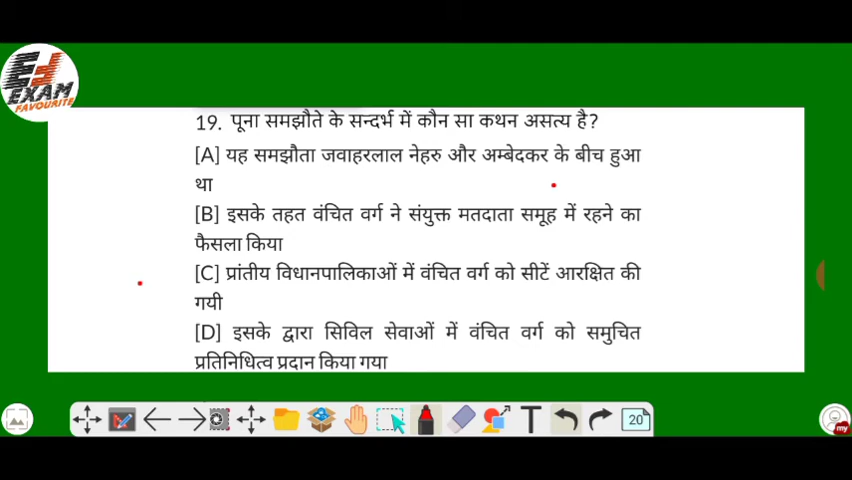 EXAM
FAVOURITE
19. पूना समझौते के सन्दर्भ में कौन सा कथन असत्य है?
[A] यह समझौता जवाहरलाल नेहरु और अम्बेदकर के बीच हुआ
था
[B] इसके तहत वंचित वर्ग ने संयुक्त मतदाता समूह में रहने का
फैसला किया
[C] प्रांतीय विधानपालिकाओं में वंचित वर्ग को सीटें आरक्षित की
गयी
[D] इसके द्वारा सिविल सेवाओं में वंचित वर्ग को समुचित
प्रतिनिधित्व प्रदान किया गया
T 20 my